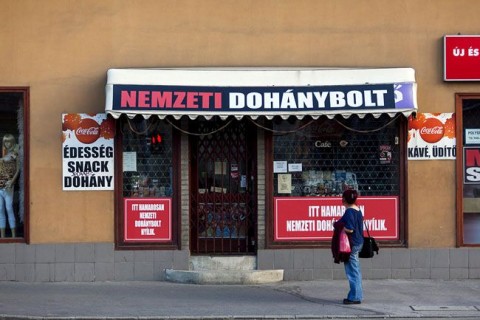 ÚJ ÉS
NEMZETI DOHÁNYBOLT
Coca-Cola
ÉDESSÉG
SNACK
DOHÁNY
Coca-Cola
KÁVÉ, ÜDÍTŐ
Café
ITT HAMAROSAN
NEMZETI
DOHÁNYBOLT
NYÍLIK.
ITT HAMAROSAN
NEMZETI DOHÁNYBOLT NYÍLIK.